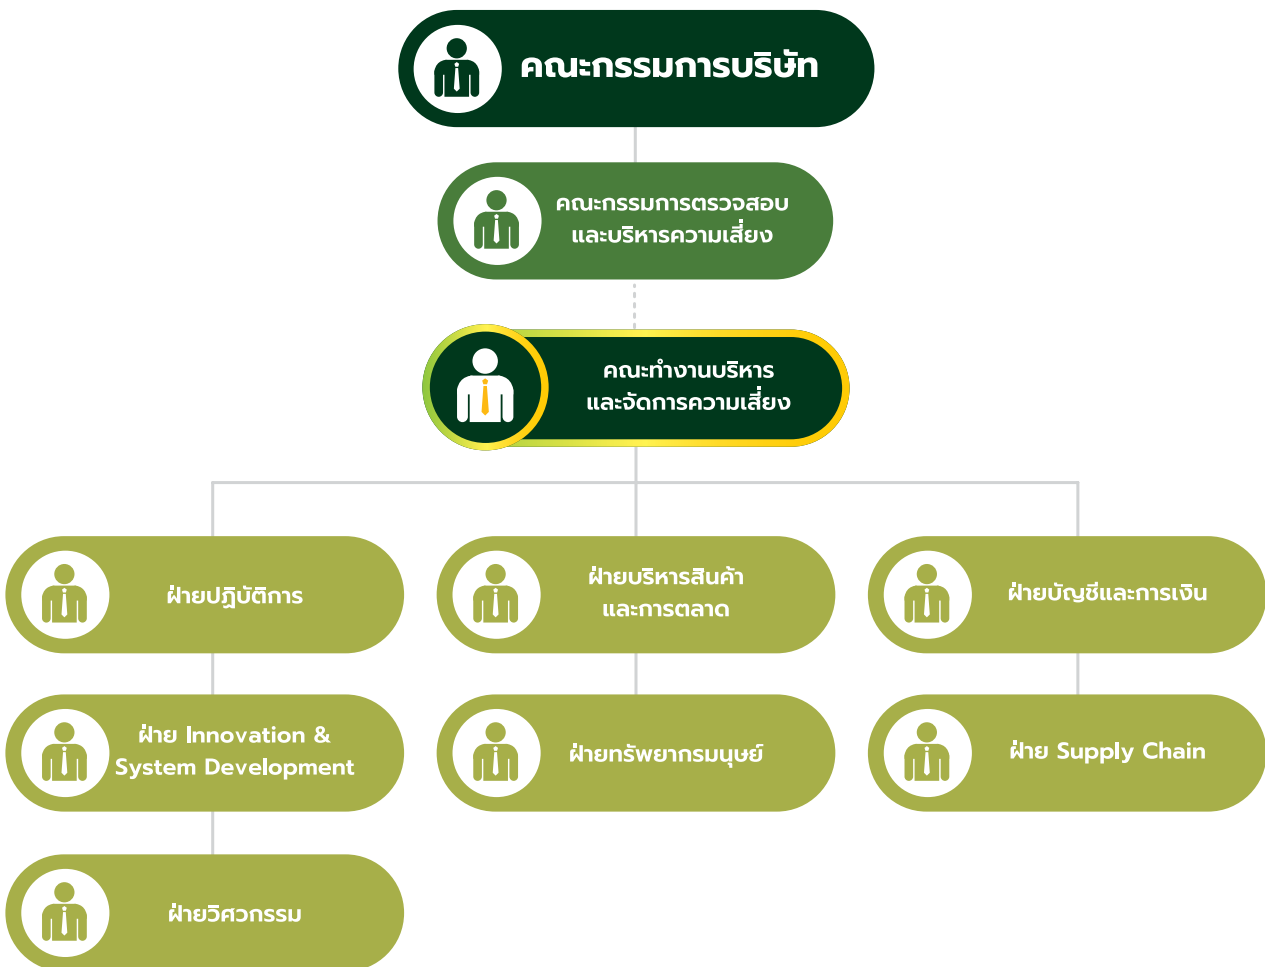 คณะกรรมการบริษัท
คณะกรรมการตรวจสอบ
และบริหารความเสี่ยง
คณะทำงานบริหาร
และจัดการความเสี่ยง
ฝ่ายปฏิบัติการ
ฝ่ายบริหารสินค้า
และการตลาด
ฝ่ายบัญชีและการเงิน
ฝ่าย Innovation &
System Development
ฝ่ายทรัพยากรมนุษย์
ฝ่าย Supply Chain
ฝ่ายวิศวกรรม